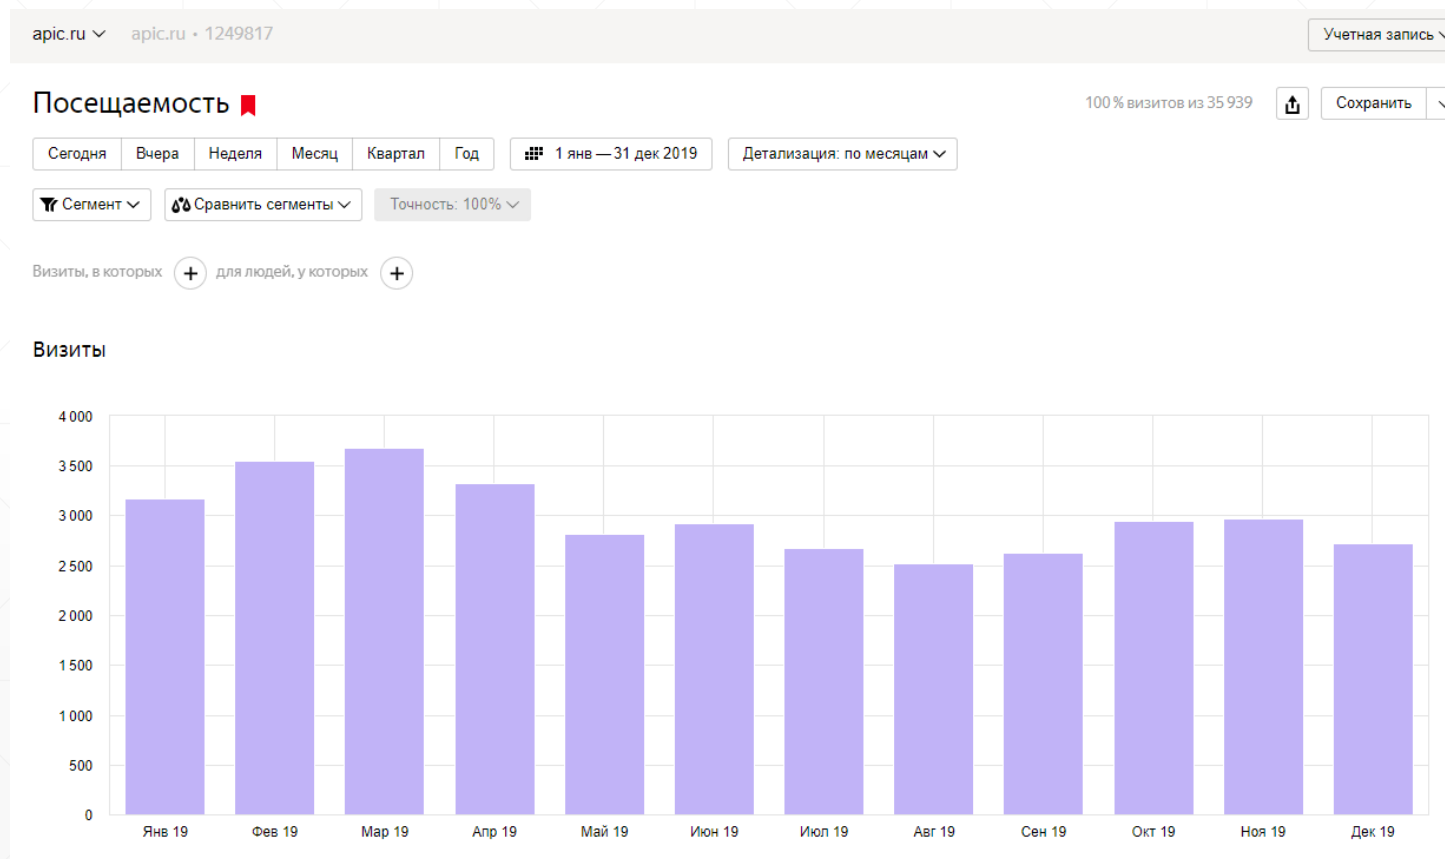 apic.ru apic.ru • 1249817 Учетная запись
Посещаемость 100 % визитов из 35 939 Сохранить
Сегодня Вчера Неделя Месяц Квартал Год 1 янв — 31 дек 2019 Детализация: по месяцам
Сегмент Сравнить сегменты Точность: 100%
Визиты, в которых + для людей, у которых +
Визиты
4 000
3 500
3 000
2 500
2 000
1 500
1 000
500
0
Янв 19 Фев 19 Мар 19 Апр 19 Май 19 Июн 19 Июл 19 Авг 19 Сен 19 Окт 19 Ноя 19 Дек 19